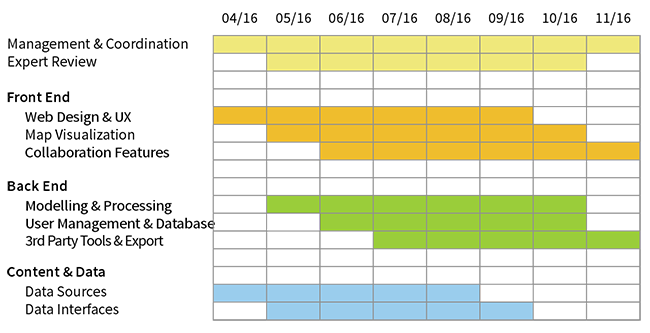 04/16 05/16 06/16 07/16 08/16 09/16 10/16 11/16
Management & Coordination
Expert Review
Front End
Web Design & UX
Map Visualization
Collaboration Features
Back End
Modelling & Processing
User Management & Database
3rd Party Tools & Export
Content & Data
Data Sources
Data Interfaces